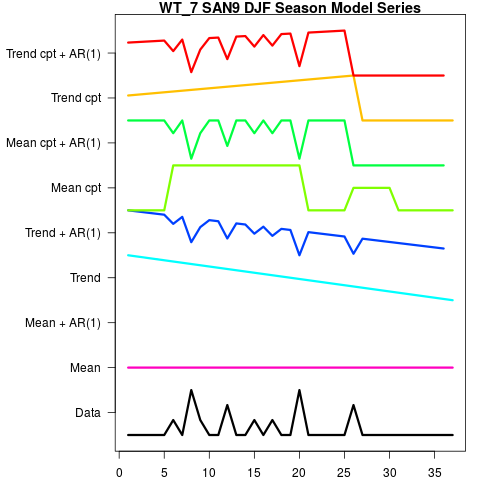 WT_7 SAN9 DJF Season Model Series
Trend cpt + AR(1)
Trend cpt
Mean cpt + AR(1)
Mean cpt
Trend + AR(1)
Trend
Mean + AR(1)
Mean
Data
0 5 10 15 20 25 30 35